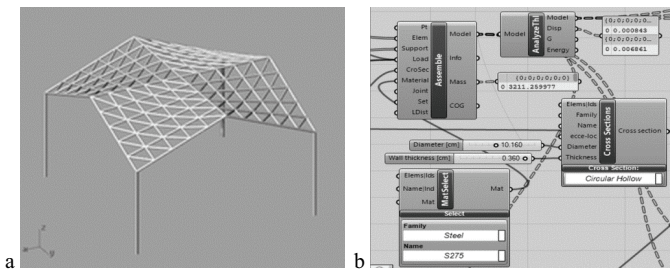 a
z
x
y
b
Pt
Elem
Support
Load
CroSec
Material
Joint
Set
LDist
Assemble
Model
Info
Mass
COG
Model
AnalyzeThI
Model
Disp
G
Energy
{0;0;0;0;0...
0 0.000843
{0;0;0;0;0...
0 0.006861
{0;0;0;0;0;0}
0 3211.259977
Diameter [cm] 10.160
Wall thickness [cm] 0.360
Elems|Ids
Family
Name
ecce-loc
Diameter
Thickness
Cross Sections
Cross section
Cross Section:
Circular Hollow
Elems|Ids
Name|Ind
Mat
MatSelect
Mat
Select
Family
Steel
Name
S275